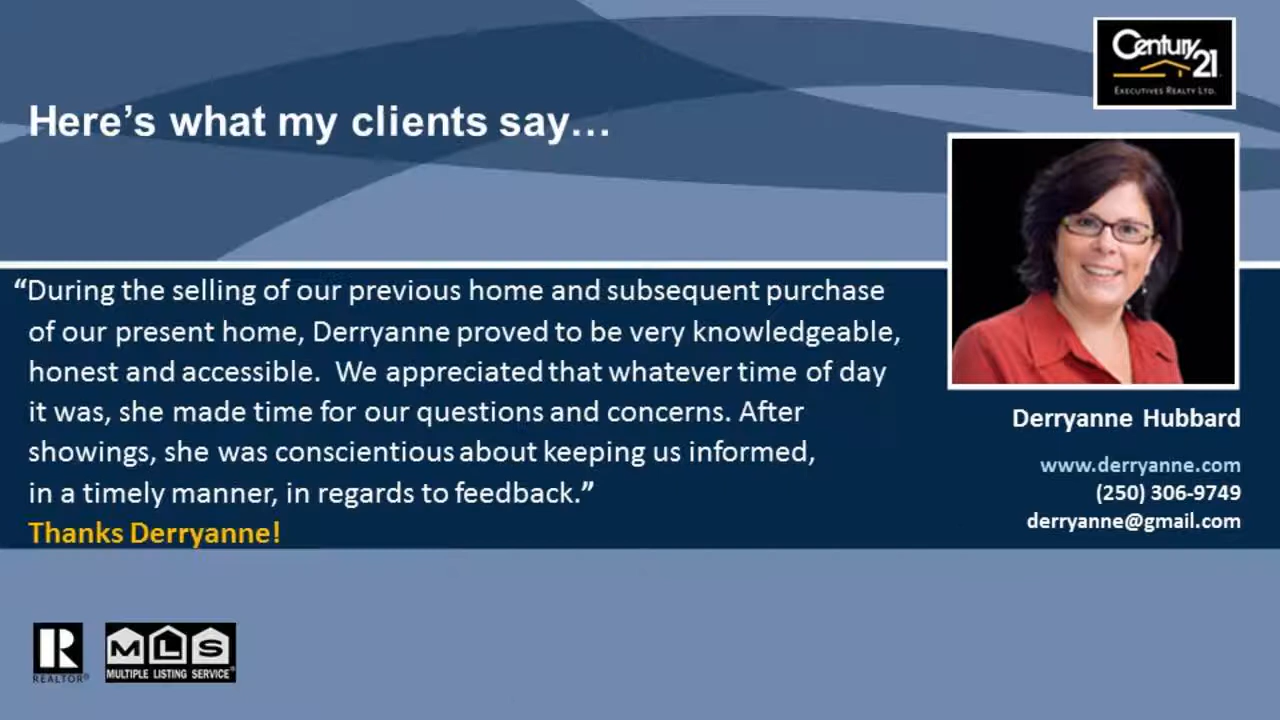 Century 21
EXECUTIVES REALTY LTD.
Here's what my clients say…
“During the selling of our previous home and subsequent purchase
of our present home, Derryanne proved to be very knowledgeable,
honest and accessible.  We appreciated that whatever time of day
it was, she made time for our questions and concerns. After
showings, she was conscientious about keeping us informed,
in a timely manner, in regards to feedback.”
Thanks Derryanne!
Derryanne Hubbard
www.derryanne.com
(250) 306-9749
derryanne@gmail.com
R
REALTOR®
MLS
MULTIPLE LISTING SERVICE®